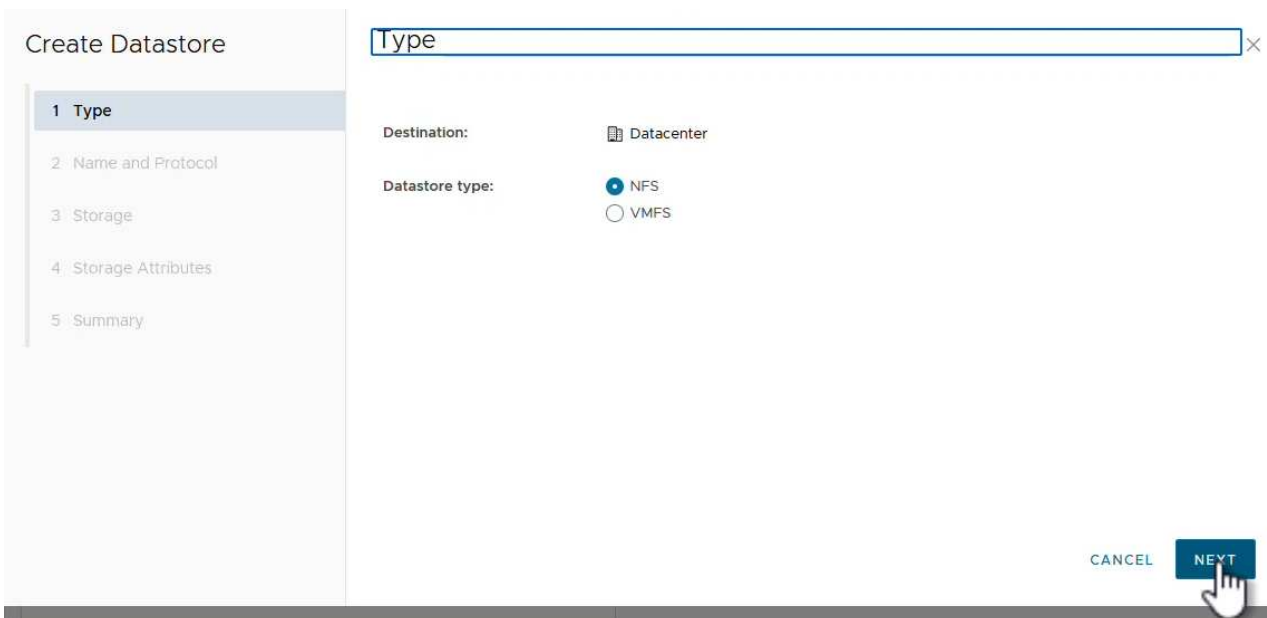 Create Datastore
1 Type
2 Name and Protocol
3 Storage
4 Storage Attributes
5 Summary
Type
Destination: Datacenter
Datastore type: NFS
VMFS
CANCEL NEXT